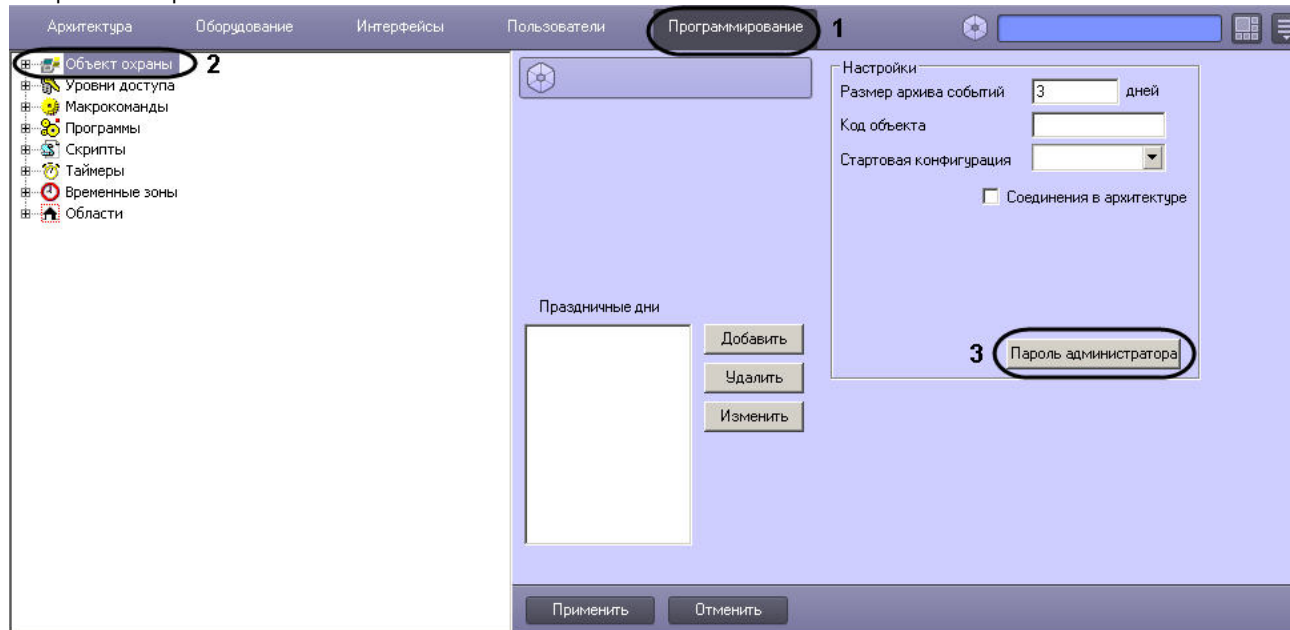 Архитектура Оборудование Интерфейсы Пользователи Программирование 1
Объект охраны 2
Уровни доступа
Макрокоманды
Программы
Скрипты
Таймеры
Временные зоны
Области
Настройки
Размер архива событий 3 дней
Код объекта
Стартовая конфигурация
Соединения в архитектуре
Праздничные дни
Добавить
Удалить
Изменить
3 Пароль администратора
Применить Отменить